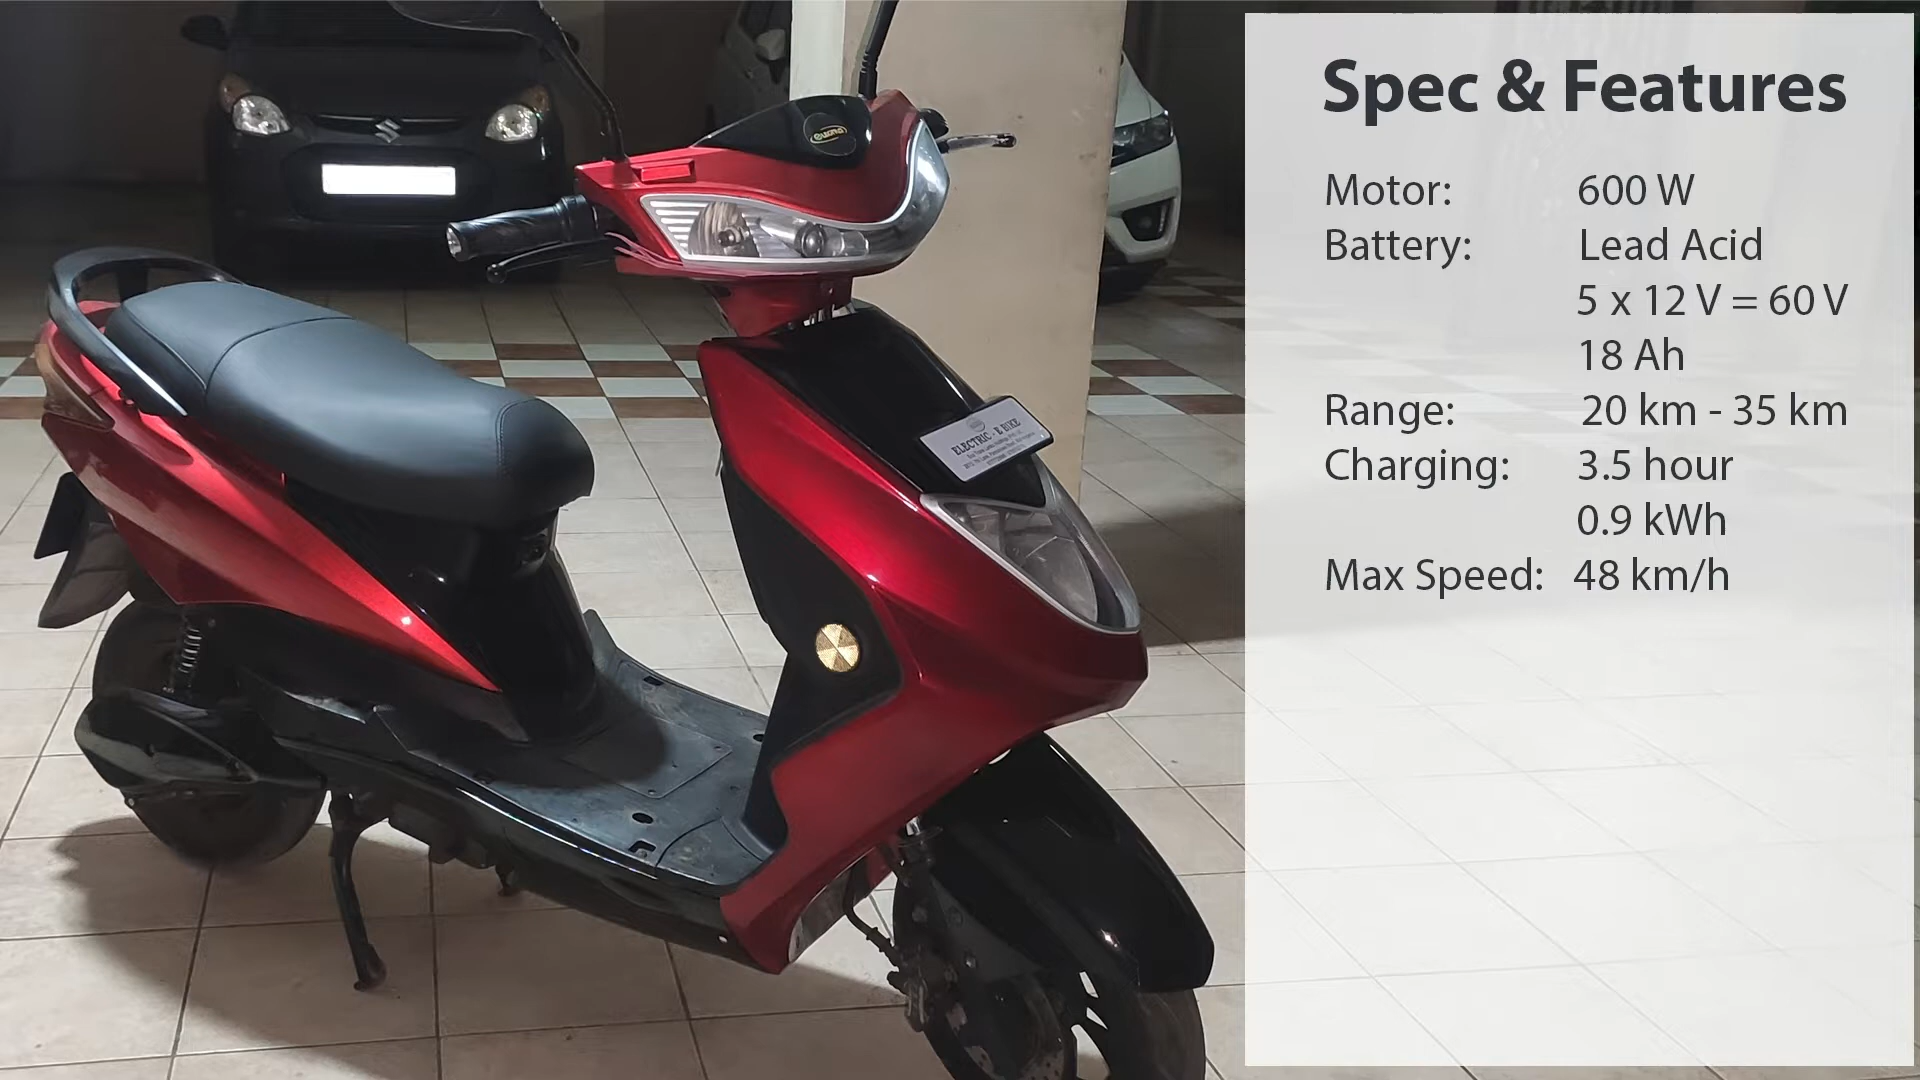 Spec & Features
Motor: 600 W
Battery: Lead Acid
5 x 12 V = 60 V
18 Ah
Range: 20 km - 35 km
Charging: 3.5 hour
0.9 kWh
Max Speed: 48 km/h
ELECTRIC - E BIKE